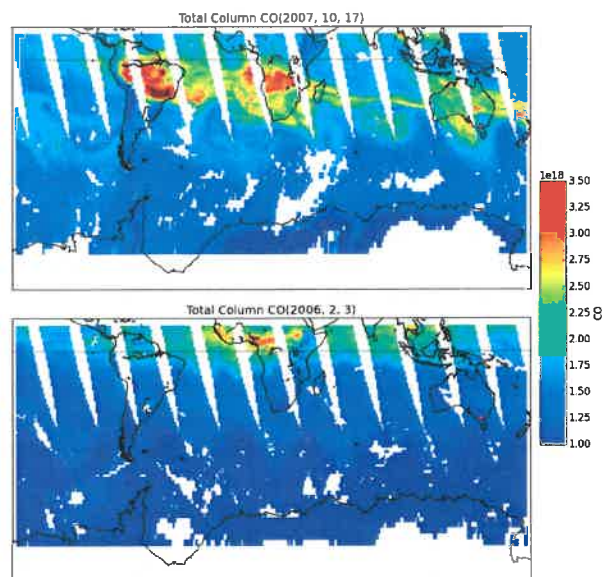 Total Column CO(2007, 10, 17)
1e18
3.50
3.25
3.00
2.75
2.50
2.25
2.00
1.75
1.50
1.25
1.00
CO
Total Column CO(2006, 2, 3)